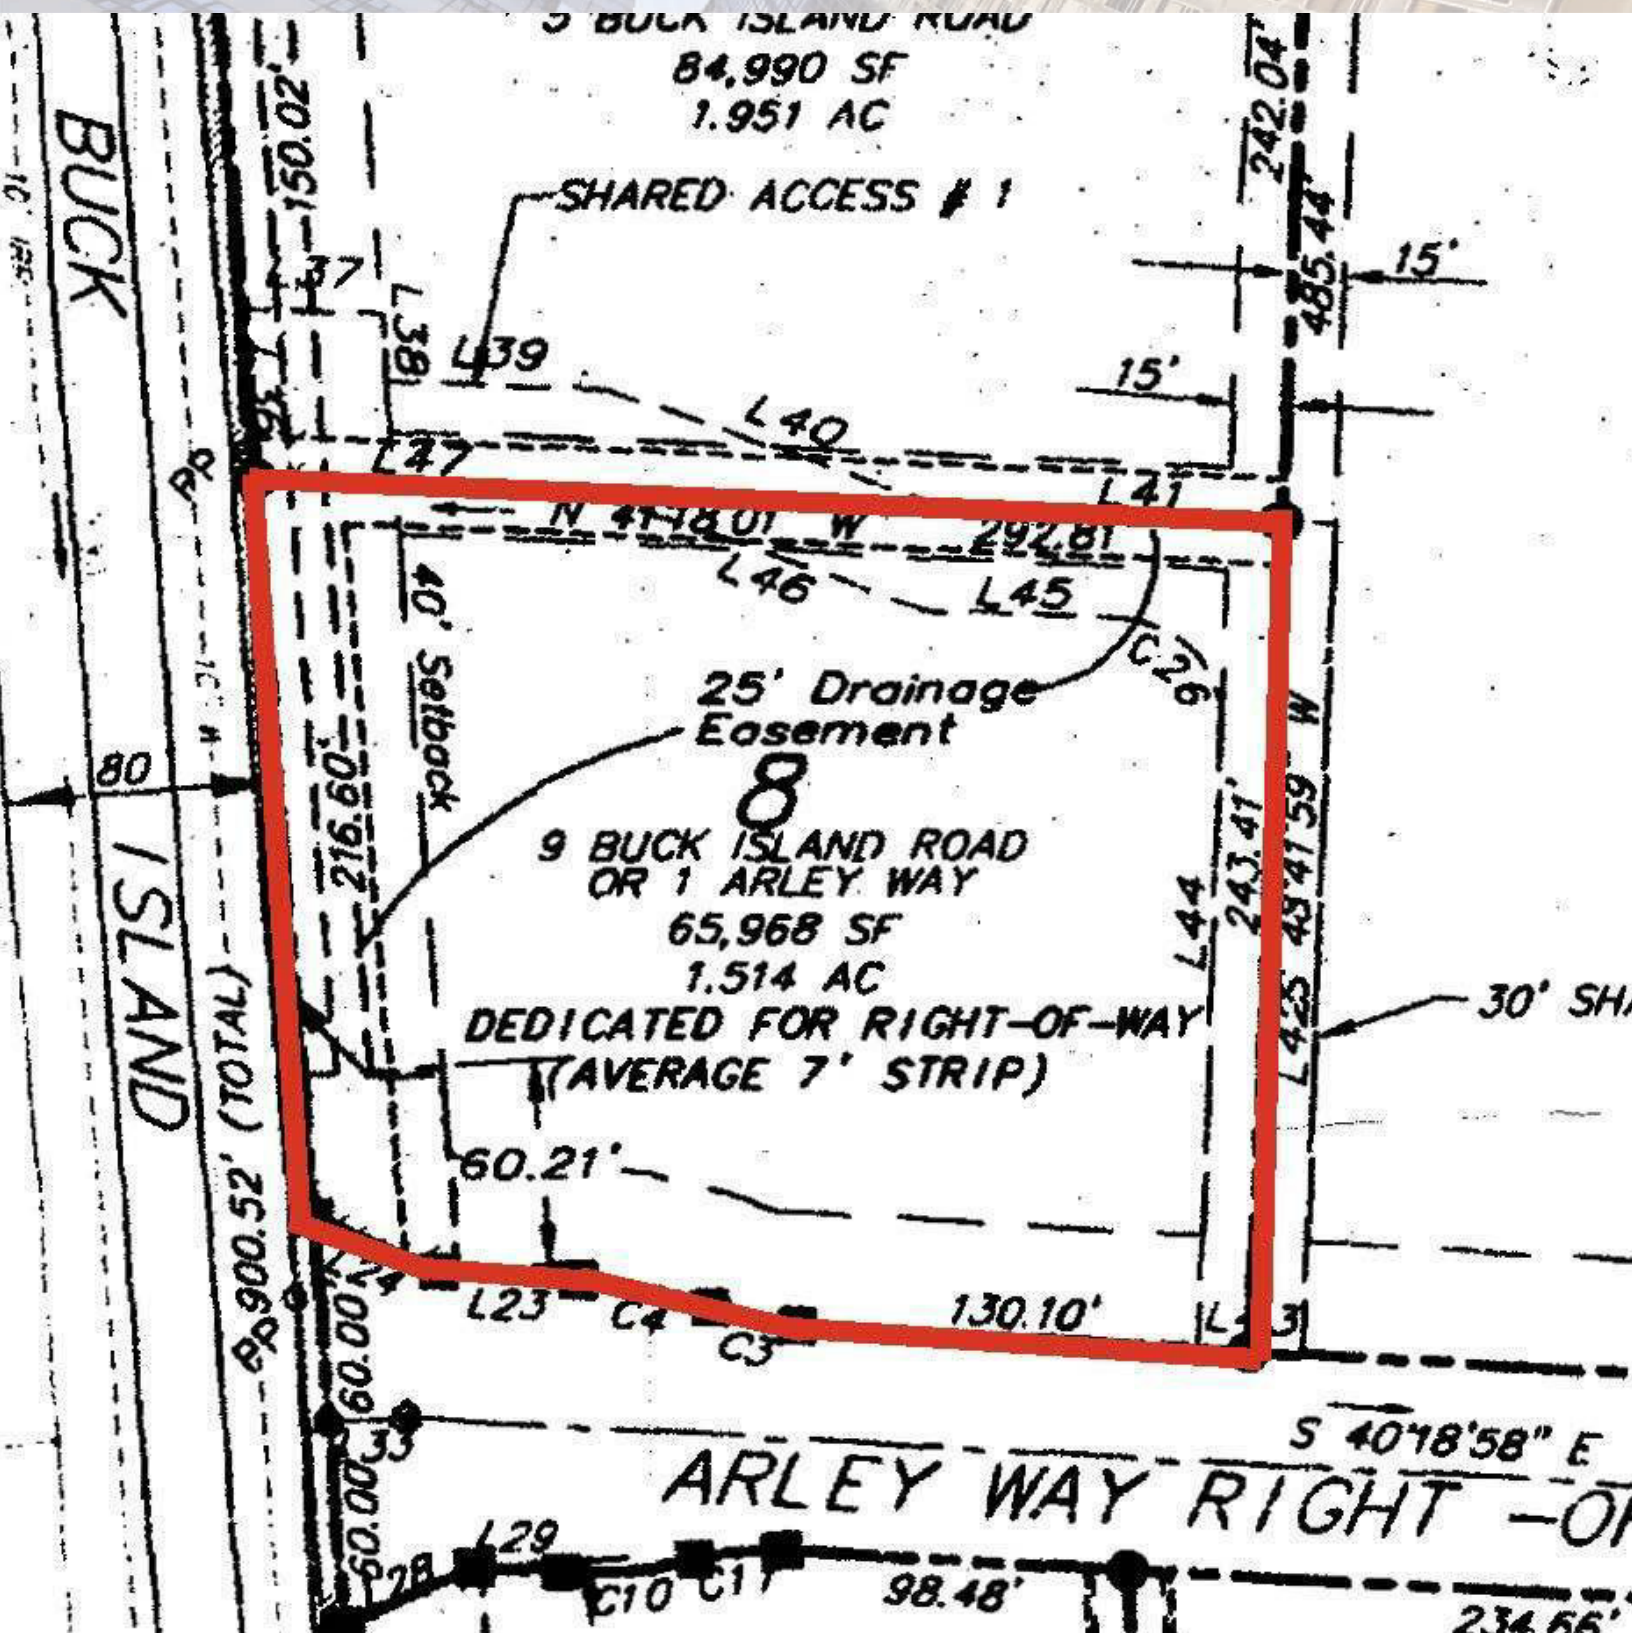 5 BUCK ISLAND ROAD
84,990 SF
1.951 AC
SHARED ACCESS # 1
150.02'
242.04'
485.44'
15'
15'
BUCK
ISLAND
L38
L39
L40
L47
L41
292.81'
L46
L45
C26
40' Setback
25' Drainage
Easement
8
9 BUCK ISLAND ROAD
OR 1 ARLEY WAY
65,968 SF
1.514 AC
DEDICATED FOR RIGHT-OF-WAY
(AVERAGE 7' STRIP)
80
216.60'
L44
243.41'
W
30'
60.21'
900.52' (TOTAL)
PP
PP
L23
C4
C3
130.10'
60.00'
60.00'
S 40°18'58" E
ARLEY WAY RIGHT
L29
C10
C11
98.48'
234.66'